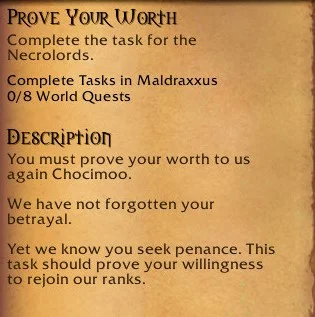 Prove Your Worth
Complete the task for the
Necrolords.
Complete Tasks in Maldraxxus
0/8 World Quests
Description
You must prove your worth to us
again Chocimoo.
We have not forgotten your
betrayal.
Yet we know you seek penance. This
task should prove your willingness
to rejoin our ranks.